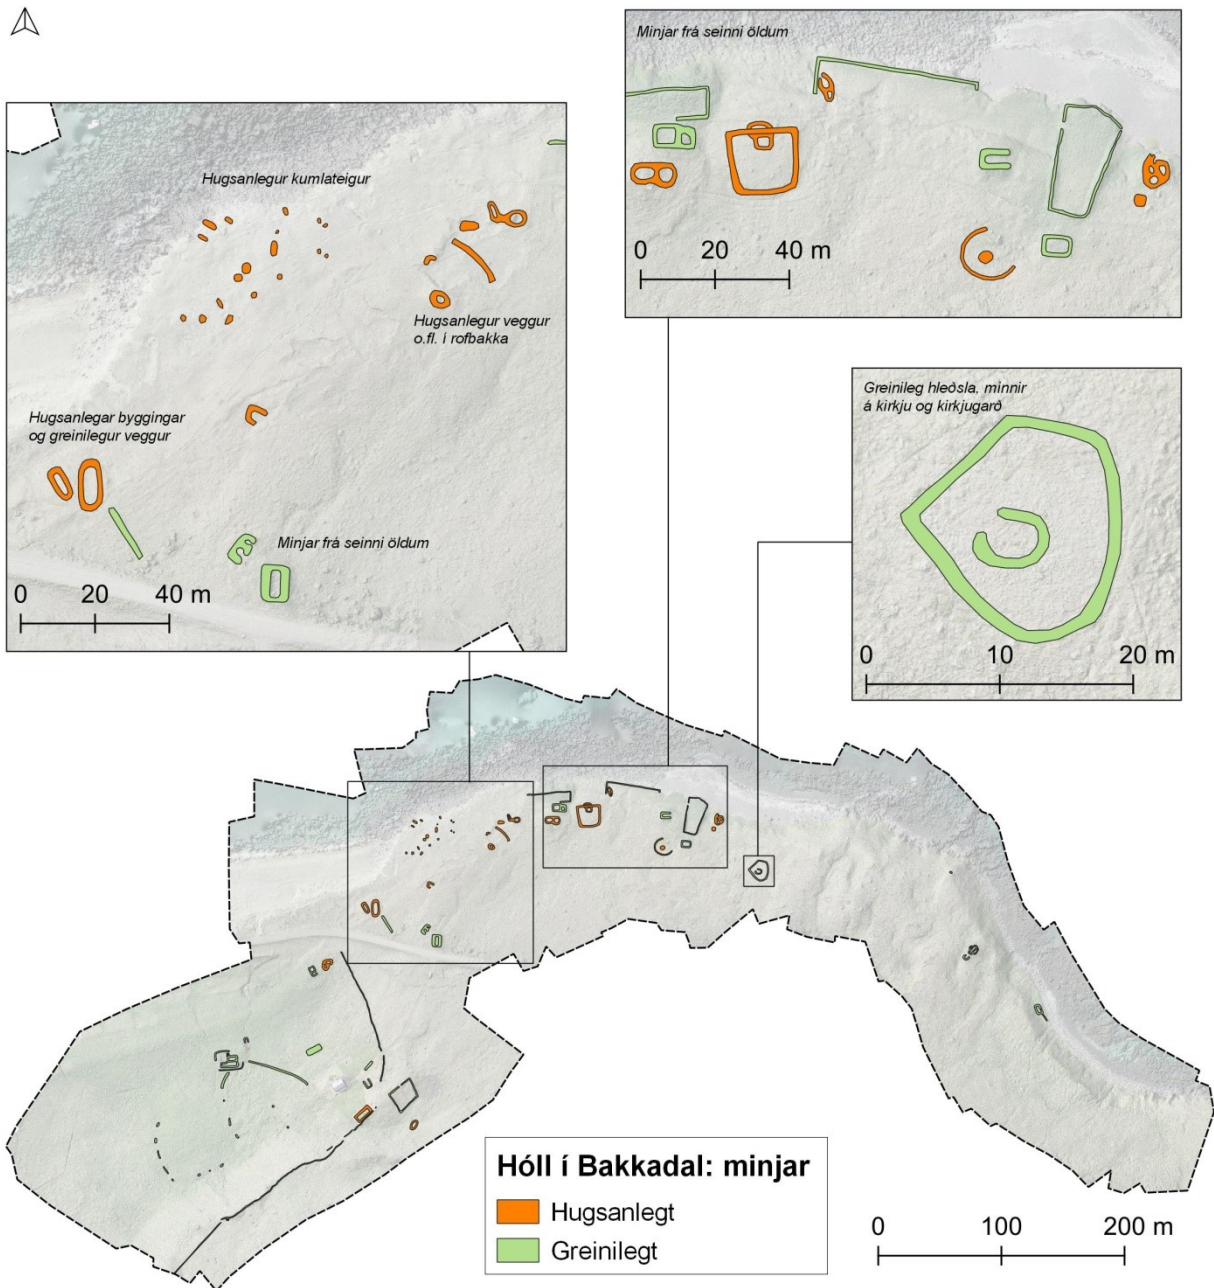 Minjar frá seinni öldum
0 20 40 m
Hugsanlegur kumlateigur
Hugsanlegur veggur
o.fl. í rofbakka
Hugsanlegar byggingar
og greinilegur veggur
Minjar frá seinni öldum
0 20 40 m
Greinileg hleðsla, minnir
á kirkju og kirkjugarð
0 10 20 m
Hóll í Bakkadal: minjar
Hugsanlegt
Greinilegt
0 100 200 m